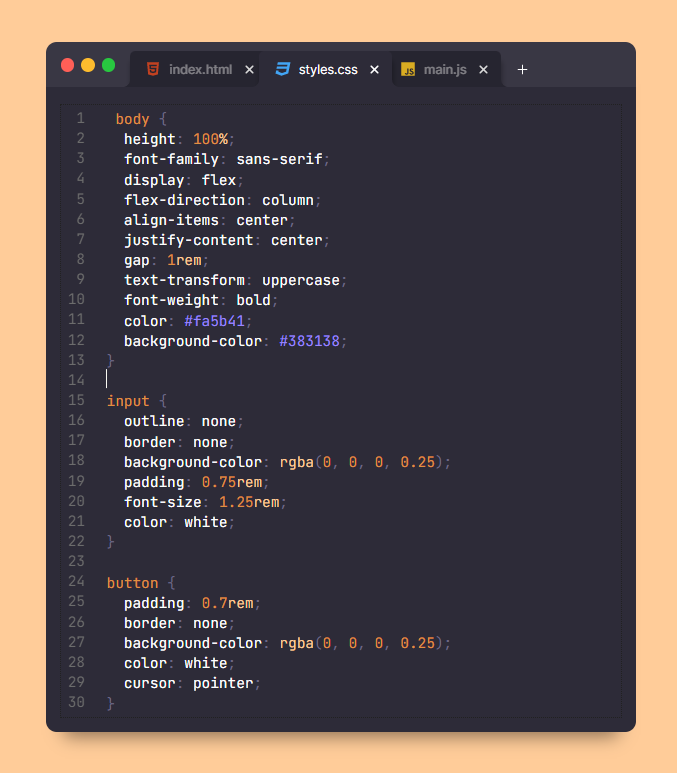 index.html × styles.css × main.js × +
1 body {
2 height: 100%;
3 font-family: sans-serif;
4 display: flex;
5 flex-direction: column;
6 align-items: center;
7 justify-content: center;
8 gap: 1rem;
9 text-transform: uppercase;
10 font-weight: bold;
11 color: #fa5b41;
12 background-color: #383138;
13 }
14
15 input {
16 outline: none;
17 border: none;
18 background-color: rgba(0, 0, 0, 0.25);
19 padding: 0.75rem;
20 font-size: 1.25rem;
21 color: white;
22 }
23
24 button {
25 padding: 0.7rem;
26 border: none;
27 background-color: rgba(0, 0, 0, 0.25);
28 color: white;
29 cursor: pointer;
30 }